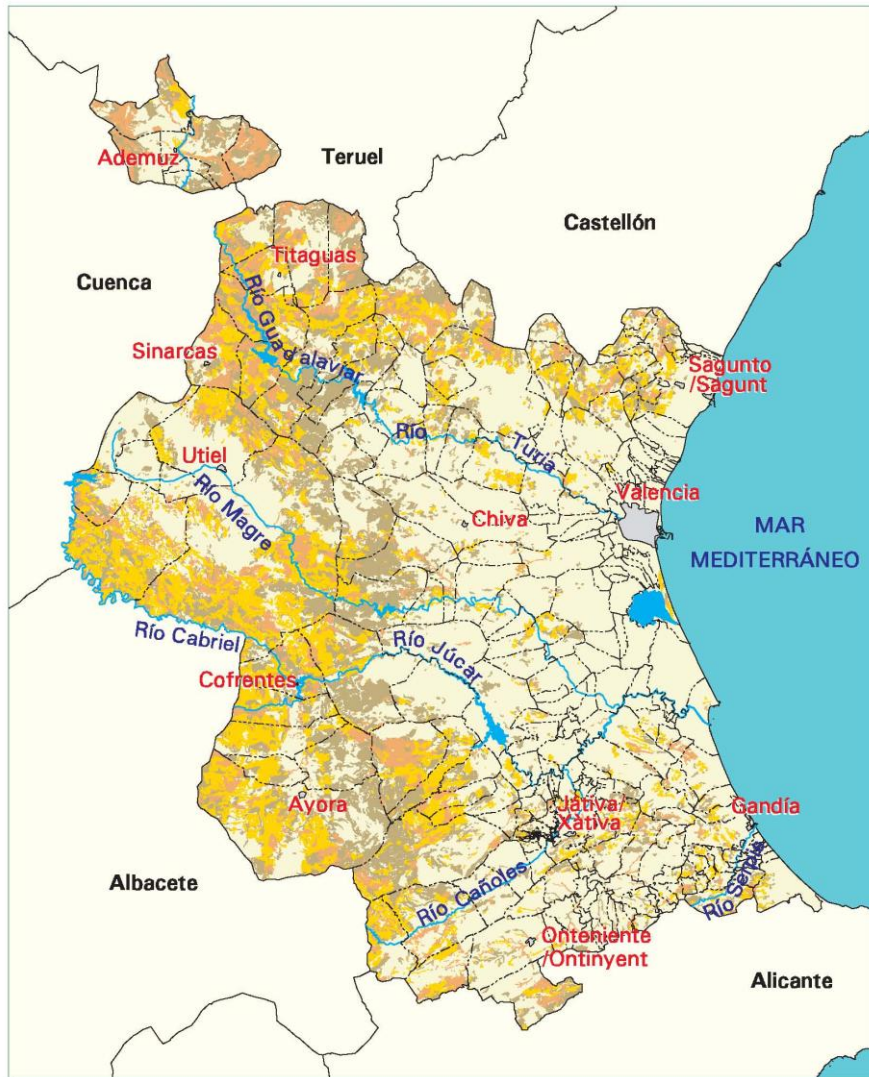 Teruel
Ademuz
Castellón
Cuenca
Titaguas
Río Guadalaviar
Sinarcas
Sagunto
/Sagunt
Río
Turia
Utiel
Valencia
Río Magre
Chiva
MAR
MEDITERRÁNEO
Río Cabriel
Río Júcar
Cofrentes
Ayora
Játiva/
Xàtiva
Gandía
Albacete
Río Cañoles
Río Serpis
Onteniente
/Ontinyent
Alicante